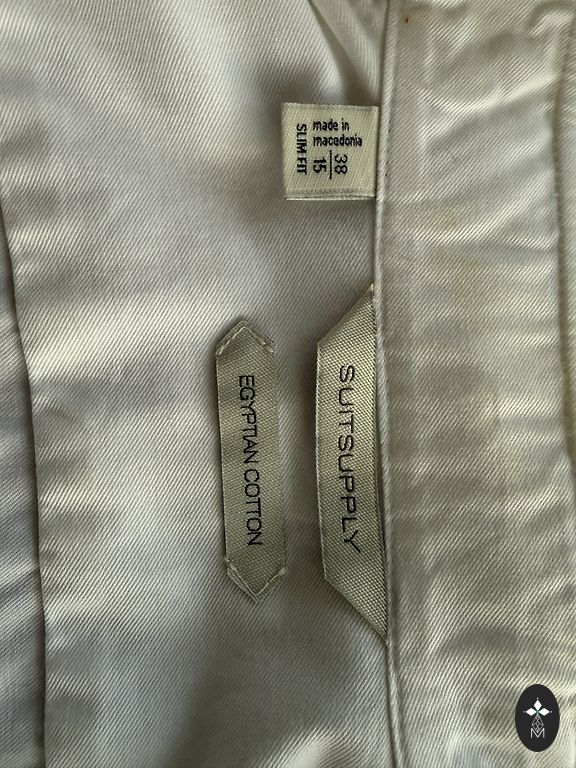 made in
macedonia
38
15
SLIM FIT
SUITSUPPLY
EGYPTIAN COTTON
M